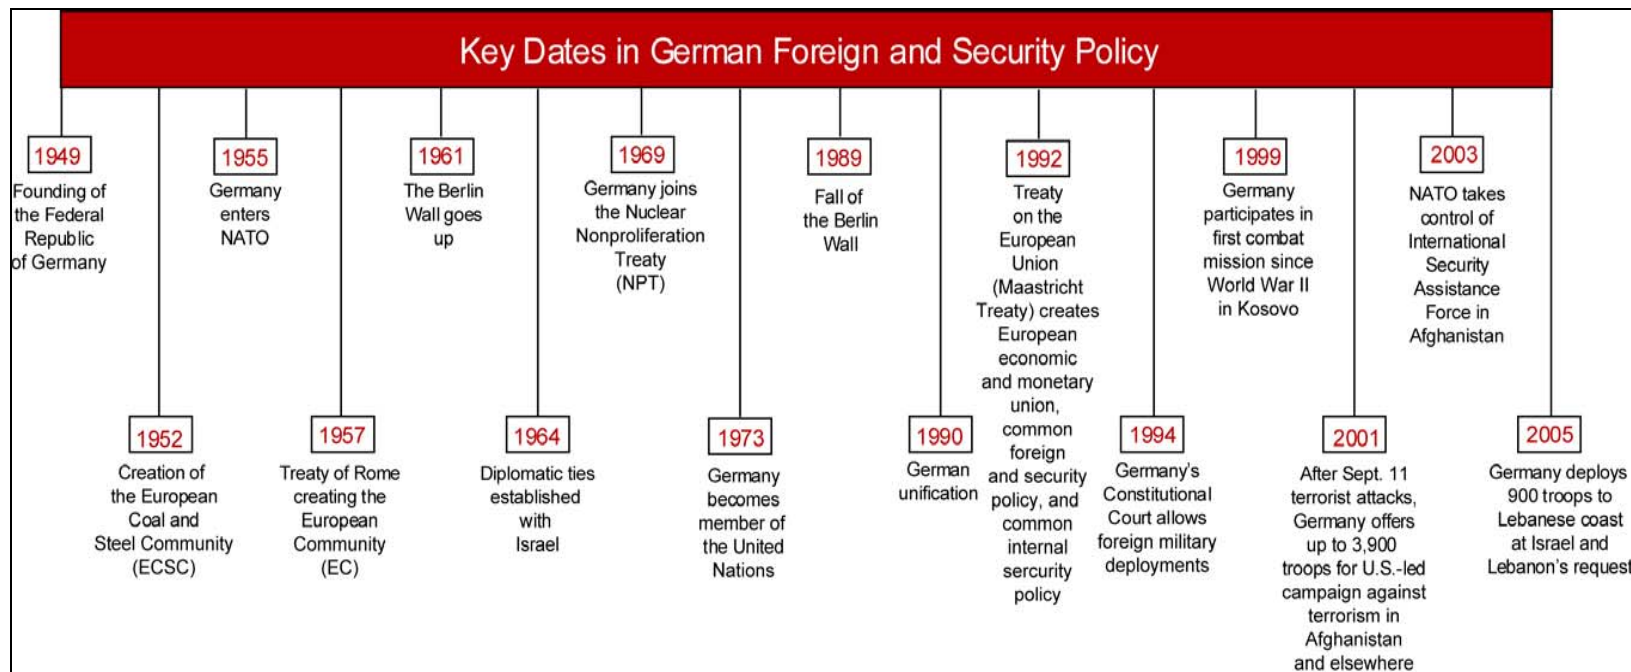 Key Dates in German Foreign and Security Policy
1949
Founding of
the Federal
Republic
of Germany
1952
Creation of
the European
Coal and
Steel Community
(ECSC)
1955
Germany
enters
NATO
1957
Treaty of Rome
creating the
European
Community
(EC)
1961
The Berlin
Wall goes
up
1964
Diplomatic ties
established
with
Israel
1969
Germany joins
the Nuclear
Nonproliferation
Treaty
(NPT)
1973
Germany
becomes
member of
the United
Nations
1989
Fall of
the Berlin
Wall
1990
German
unification
1992
Treaty
on the
European
Union
(Maastricht
Treaty) creates
European
economic
and monetary
union,
common
foreign
and security
policy, and
common
internal
sercurity
policy
1994
Germany's
Constitutional
Court allows
foreign military
deployments
1999
Germany
participates in
first combat
mission since
World War II
in Kosovo
2001
After Sept. 11
terrorist attacks,
Germany offers
up to 3,900
troops for U.S.-led
campaign against
terrorism in
Afghanistan
and elsewhere
2003
NATO takes
control of
International
Security
Assistance
Force in
Afghanistan
2005
Germany deploys
900 troops to
Lebanese coast
at Israel and
Lebanon's request